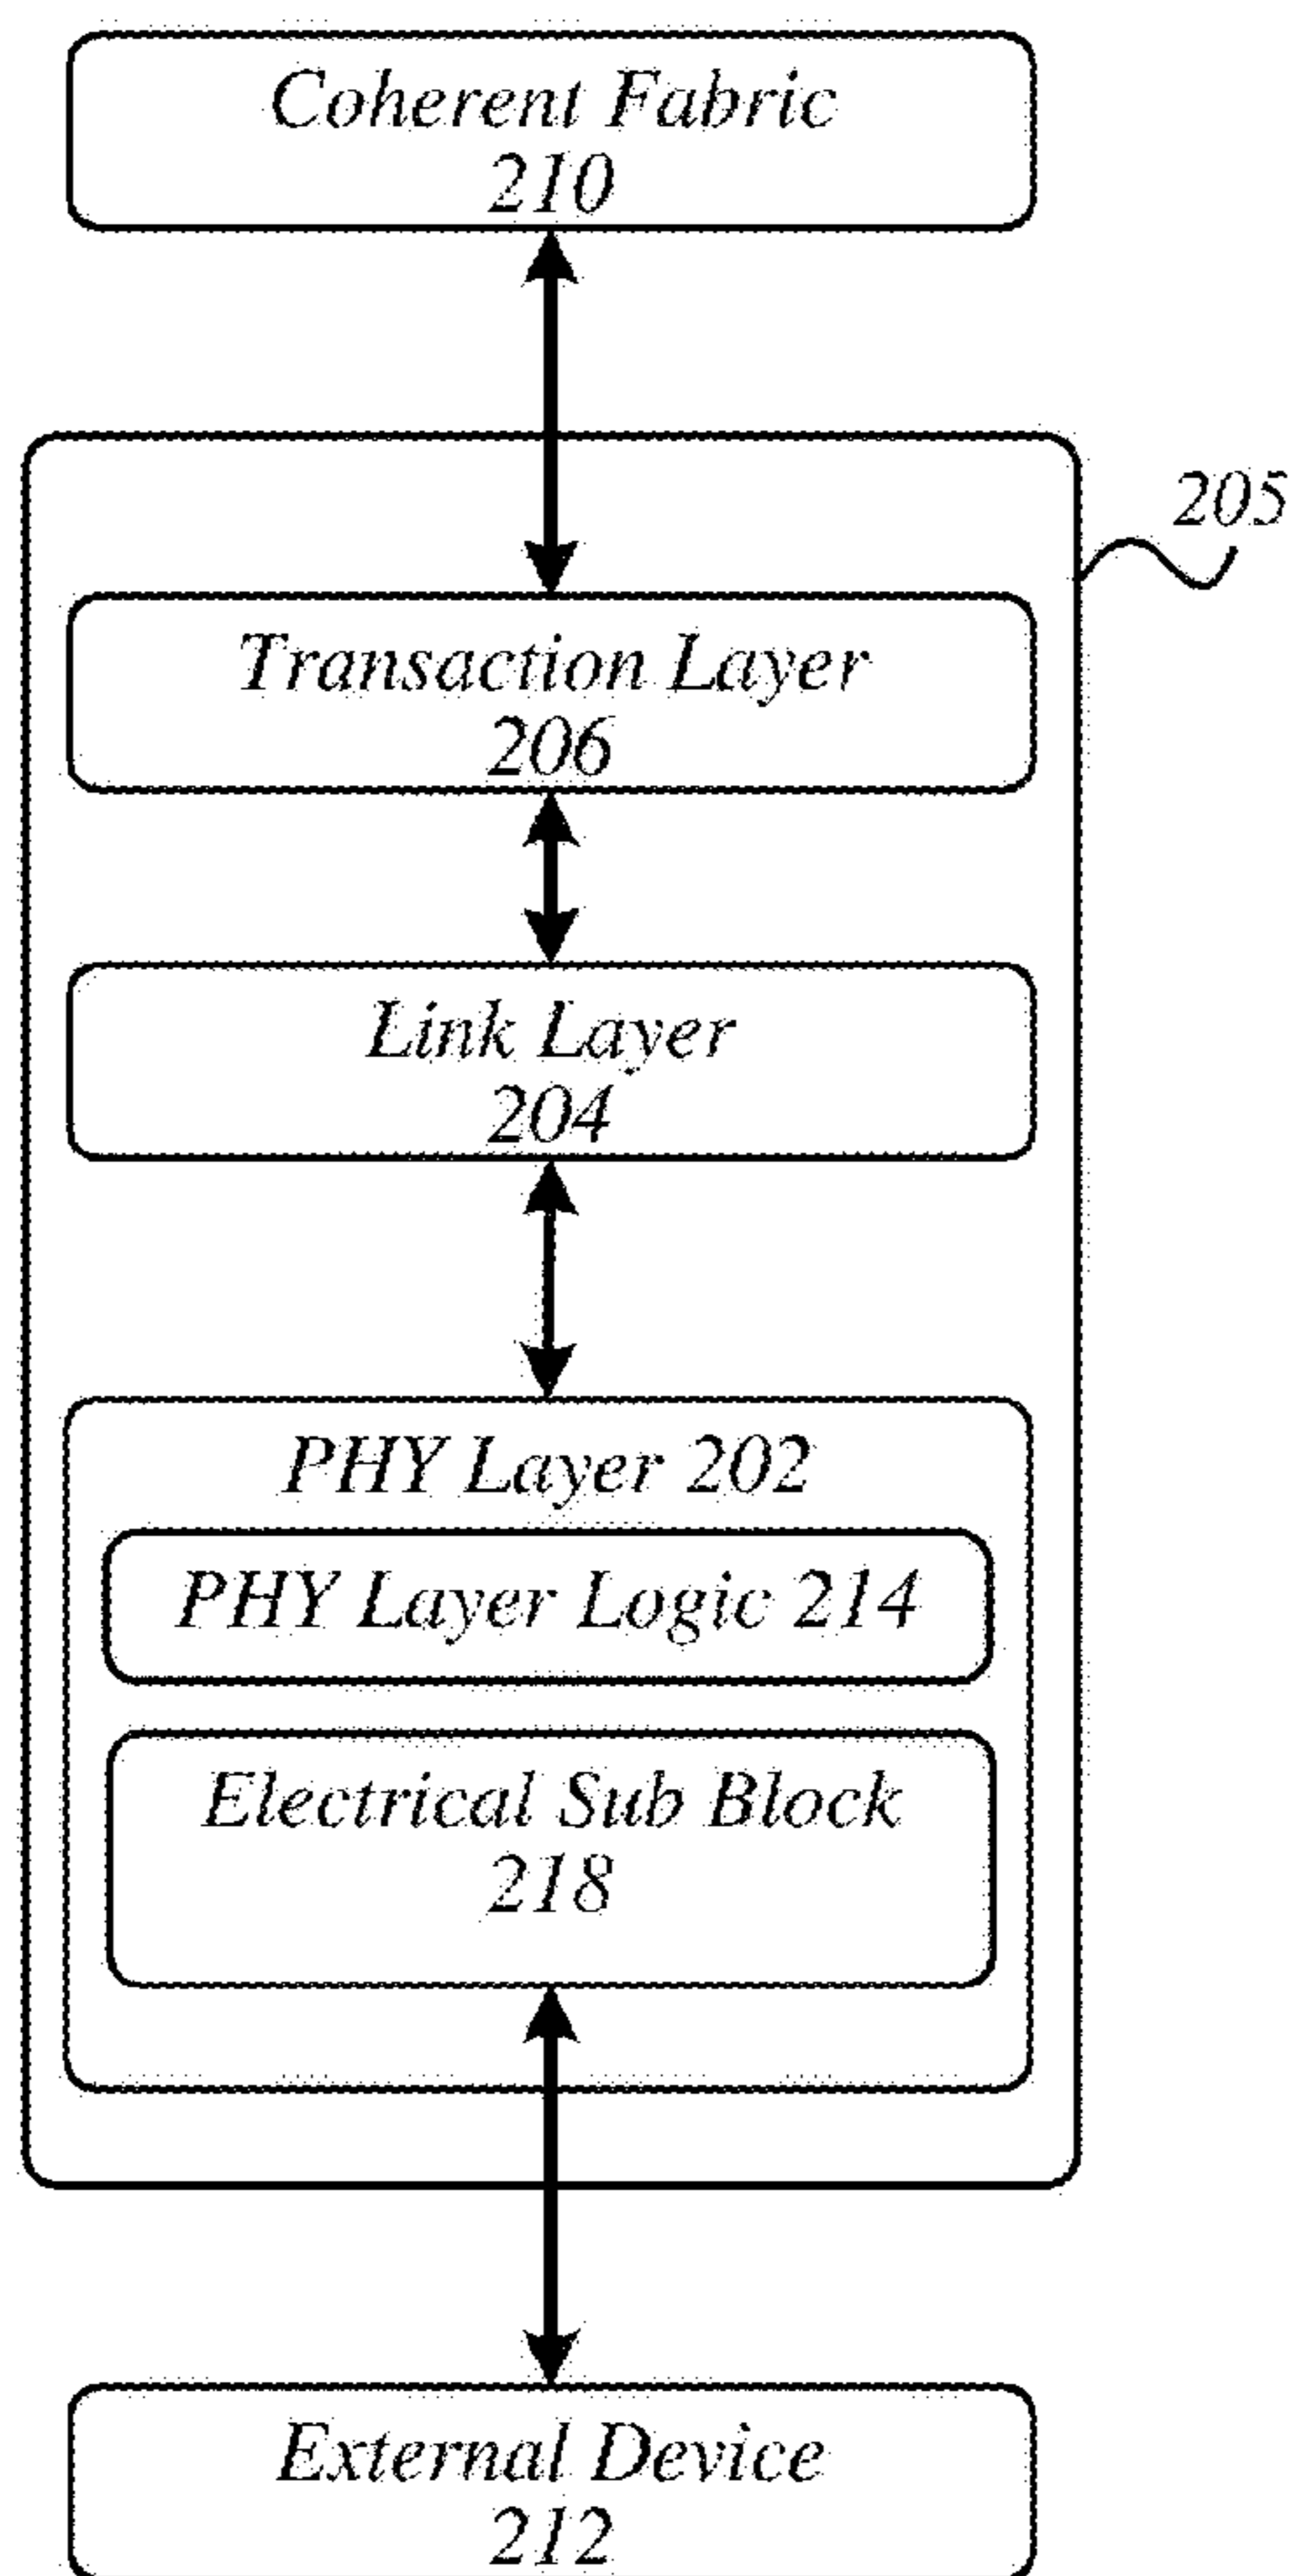 Coherent Fabric
210
205
Transaction Layer
206
Link Layer
204
PHY Layer 202
PHY Layer Logic 214
Electrical Sub Block
218
External Device
212